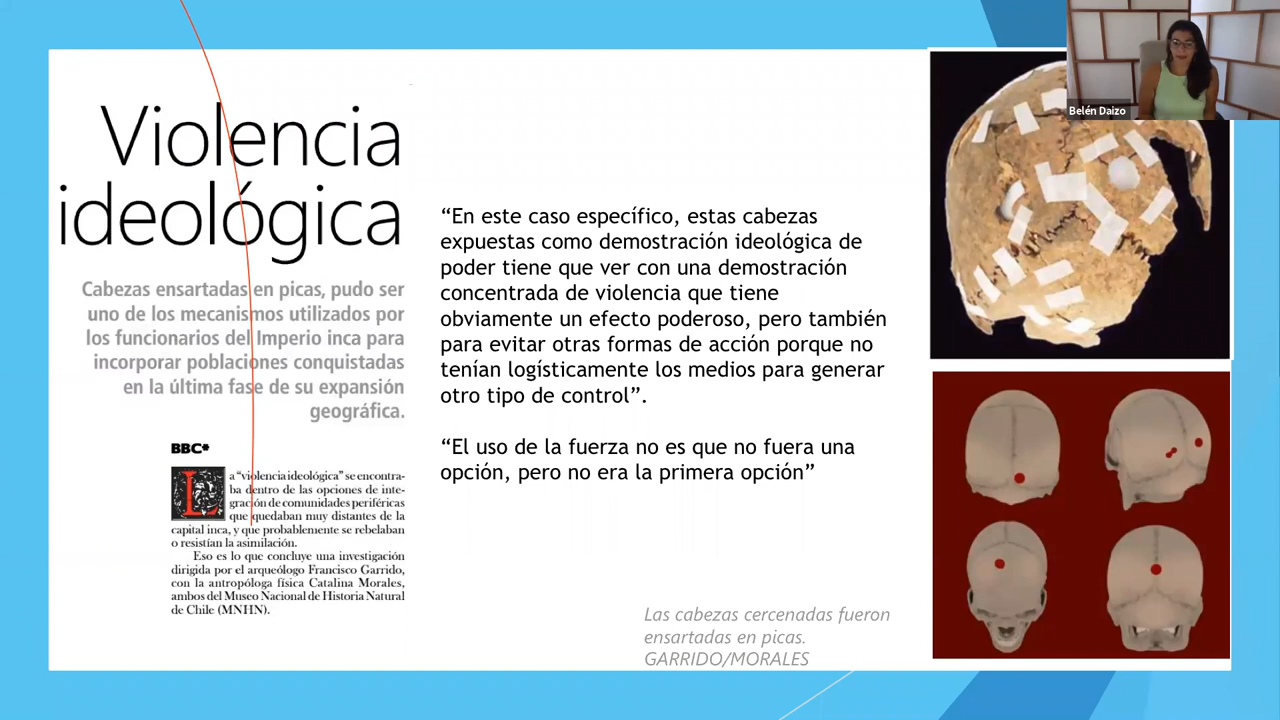 Violencia
ideológica
Cabezas ensartadas en picas, pudo ser
uno de los mecanismos utilizados por
los funcionarios del Imperio inca para
incorporar poblaciones conquistadas
en la última fase de su expansión
geográfica.
BBC*
La “violencia ideológica” se encontra-
ba dentro de las opciones de inte-
gración de comunidades periféricas
que quedaban muy distantes de la
capital inca, y que probablemente se rebelaban
o resistían la asimilación.
Eso es lo que concluye una investigación
dirigida por el arqueólogo Francisco Garrido,
con la antropóloga física Catalina Morales,
ambos del Museo Nacional de Historia Natural
de Chile (MNHN).
“En este caso específico, estas cabezas
expuestas como demostración ideológica de
poder tiene que ver con una demostración
concentrada de violencia que tiene
obviamente un efecto poderoso, pero también
para evitar otras formas de acción porque no
tenían logísticamente los medios para generar
otro tipo de control”.
“El uso de la fuerza no es que no fuera una
opción, pero no era la primera opción”
Las cabezas cercenadas fueron
ensartadas en picas.
GARRIDO/MORALES
Belén Daizo